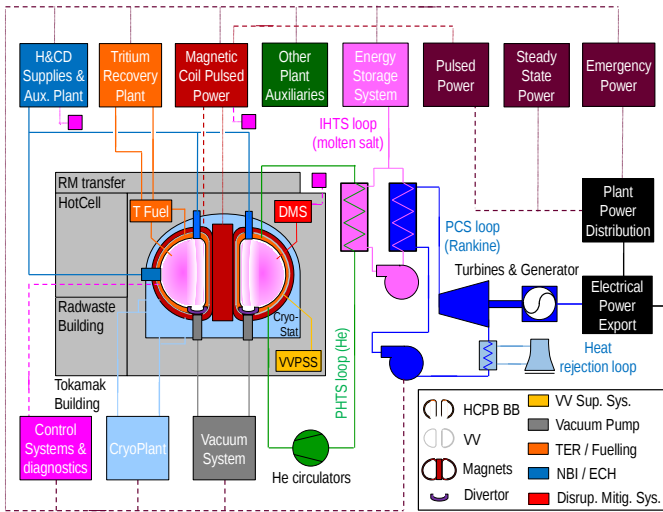 H&CD
Supplies &
Aux. Plant
Tritium
Recovery
Plant
Magnetic
Coil Pulsed
Power
Other
Plant
Auxiliaries
Energy
Storage
System
Pulsed
Power
Steady
State
Power
Emergency
Power
IHTS loop
(molten salt)
RM transfer
HotCell
T Fuel
DMS
Plant
Power
Distribution
PCS loop
(Rankine)
Turbines & Generator
Electrical
Power
Export
Radwaste
Building
Cryo-
Stat
VVPSS
Tokamak
Building
PHTS loop (He)
Heat
rejection loop
Control
Systems &
diagnostics
CryoPlant
Vacuum
System
He circulators
HCPB BB
VV
Magnets
Divertor
VV Sup. Sys.
Vacuum Pump
TER / Fuelling
NBI / ECH
Disrup. Mitig. Sys.